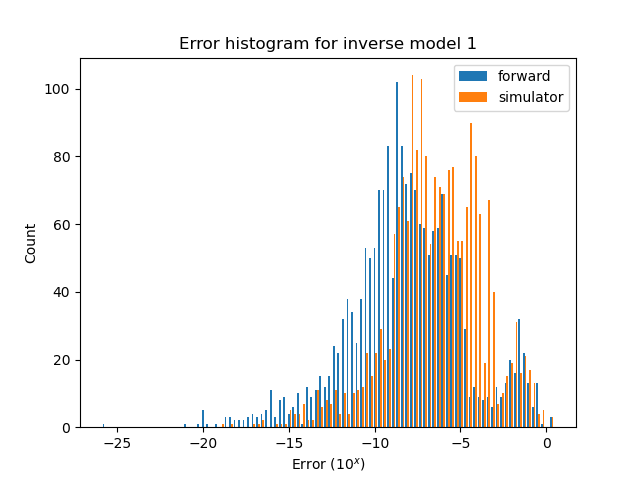 Error histogram for inverse model 1
forward
simulator
100
80
60
40
20
0
Count
−25
−20
−15
−10
−5
0
Error (10^x)